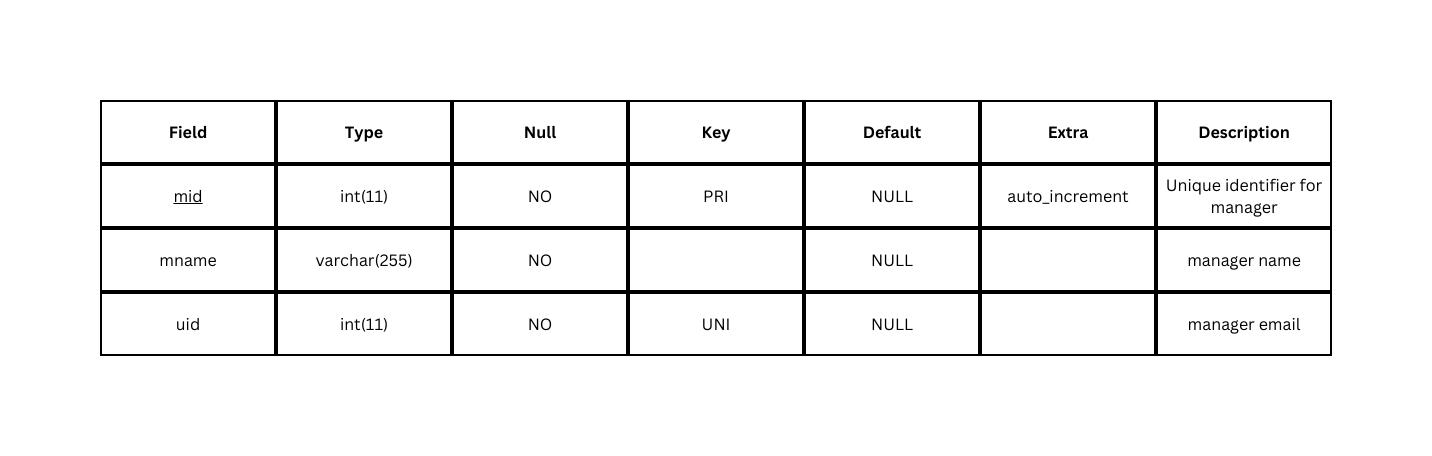 Field Type Null Key Default Extra Description
mid int(11) NO PRI NULL auto_increment Unique identifier for
manager
mname varchar(255) NO NULL manager name
uid int(11) NO UNI NULL manager email